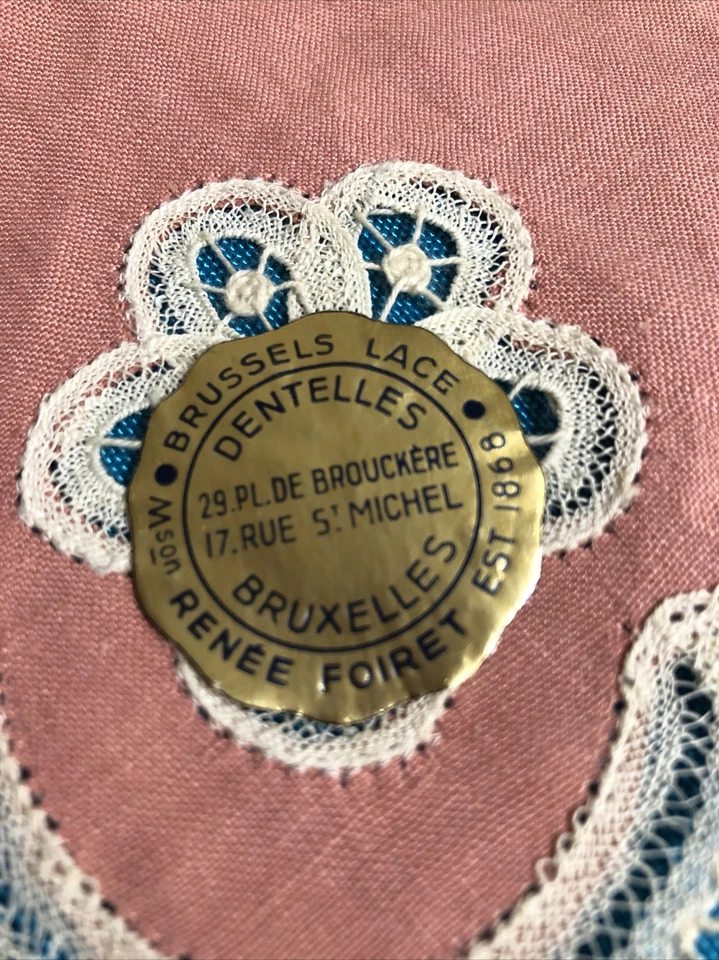 BRUSSELS LACE
DENTELLES
29.PL.DE BROUCKÈRE
17.RUE ST MICHEL
BRUXELLES
Mson RENÉE FOIRET EST 1868